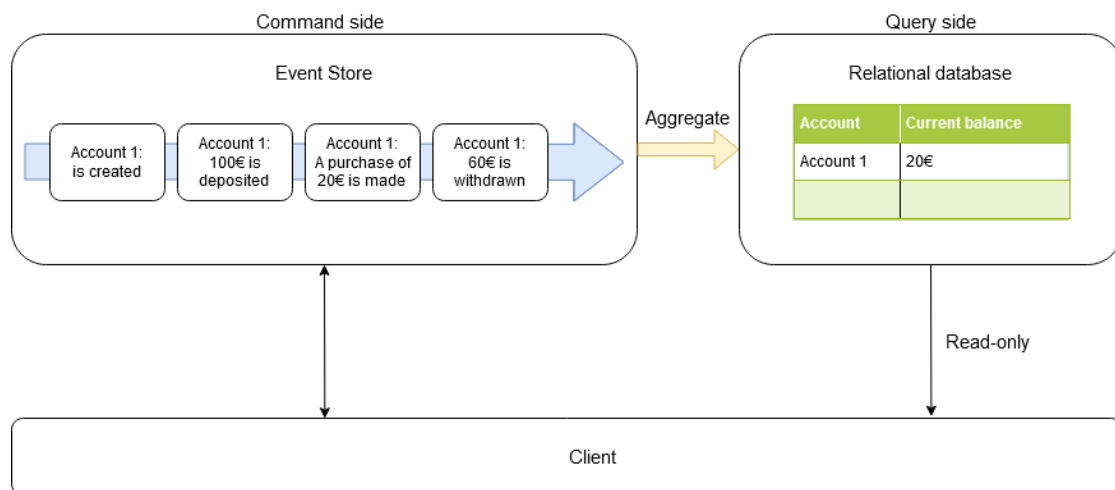 Command side
Query side
Event Store
Relational database
Account 1:
is created
Account 1:
100€ is
deposited
Account 1:
A purchase of
20€ is made
Account 1:
60€ is
withdrawn
Aggregate
Account Current balance
Account 1 20€
Read-only
Client